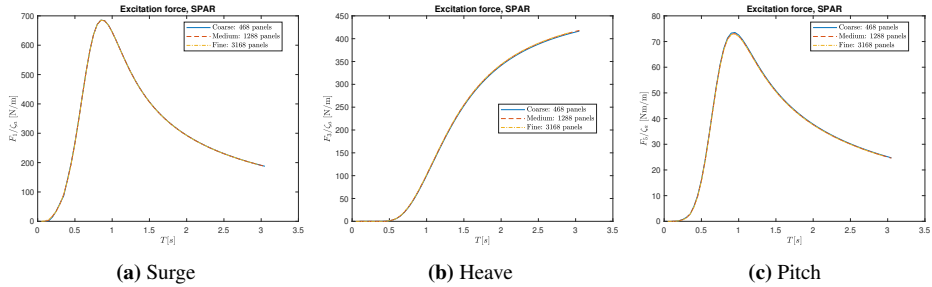 Excitation force, SPAR
Coarse: 468 panels
Medium: 1288 panels
Fine: 3168 panels
F₁/ζₐ [N/m]
700
600
500
400
300
200
100
0
0 0.5 1 1.5 2 2.5 3 3.5
T[s]
(a) Surge
Excitation force, SPAR
Coarse: 468 panels
Medium: 1288 panels
Fine: 3168 panels
F₃/ζₐ [N/m]
450
400
350
300
250
200
150
100
50
0
0 0.5 1 1.5 2 2.5 3 3.5
T[s]
(b) Heave
Excitation force, SPAR
Coarse: 468 panels
Medium: 1288 panels
Fine: 3168 panels
F₅/ζₐ [Nm/m]
80
70
60
50
40
30
20
10
0
0 0.5 1 1.5 2 2.5 3 3.5
T[s]
(c) Pitch